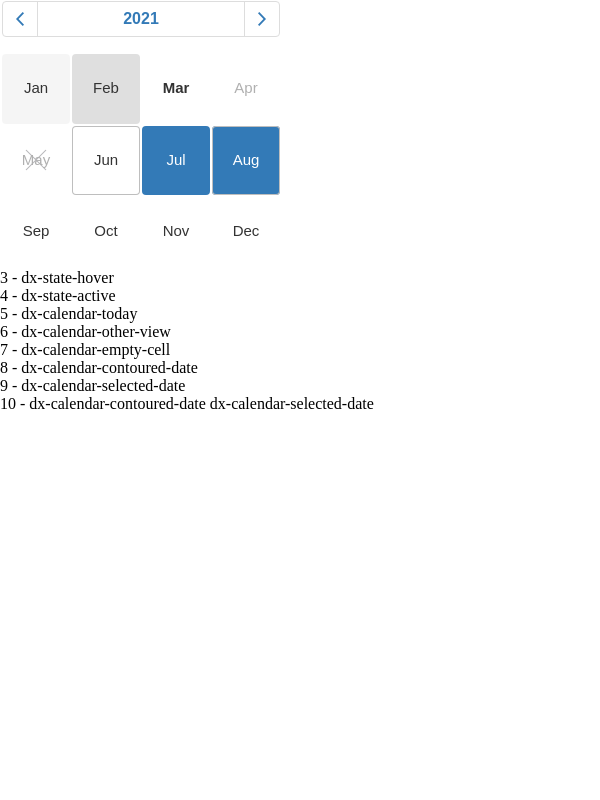 2021
Jan Feb Mar Apr
May Jun Jul Aug
Sep Oct Nov Dec
3 - dx-state-hover
4 - dx-state-active
5 - dx-calendar-today
6 - dx-calendar-other-view
7 - dx-calendar-empty-cell
8 - dx-calendar-contoured-date
9 - dx-calendar-selected-date
10 - dx-calendar-contoured-date dx-calendar-selected-date